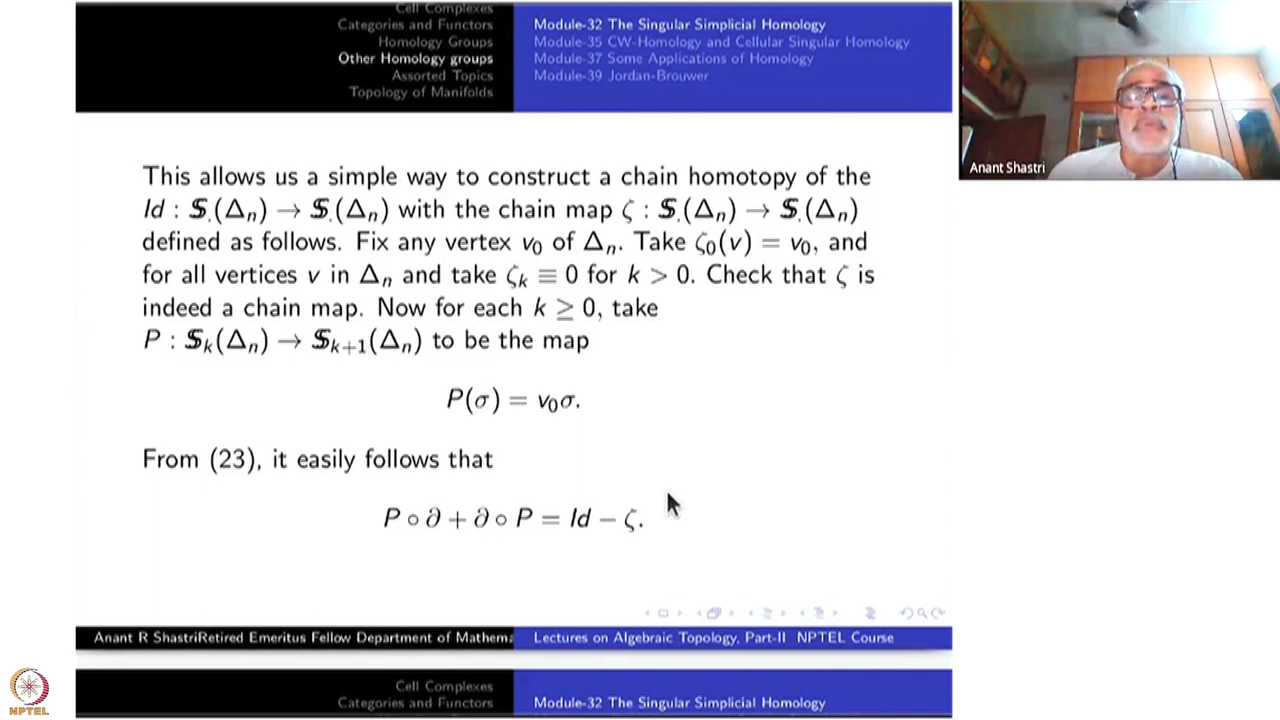 Cell Complexes
Categories and Functors
Homology Groups
Other Homology groups
Assorted Topics
Topology of Manifolds
Module-32 The Singular Simplicial Homology
Module-35 CW-Homology and Cellular Singular Homology
Module-37 Some Applications of Homology
Module-39 Jordan-Brouwer
Anant Shastri
This allows us a simple way to construct a chain homotopy of the
Id : 𝕊.(Δₙ) → 𝕊.(Δₙ) with the chain map ζ : 𝕊.(Δₙ) → 𝕊.(Δₙ)
defined as follows. Fix any vertex v₀ of Δₙ. Take ζ₀(v) = v₀, and
for all vertices v in Δₙ and take ζₖ ≡ 0 for k > 0. Check that ζ is
indeed a chain map. Now for each k ≥ 0, take
P : 𝕊ₖ(Δₙ) → 𝕊ₖ₊₁(Δₙ) to be the map
P(σ) = v₀σ.
From (23), it easily follows that
P ∘ ∂ + ∂ ∘ P = Id − ζ.
Anant R ShastriRetired Emeritus Fellow Department of Mathema
Lectures on Algebraic Topology, Part-II NPTEL Course
Cell Complexes
Categories and Functors
Module-32 The Singular Simplicial Homology
NPTEL